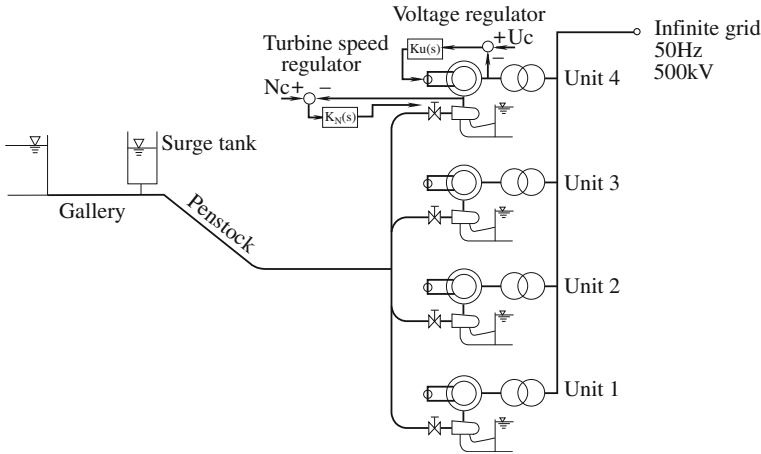 Voltage regulator
Ku(s)
+Uc
−
Infinite grid
50Hz
500kV
Turbine speed
regulator
Nc+
−
K_N(s)
Unit 4
Surge tank
Gallery
Penstock
Unit 3
Unit 2
Unit 1